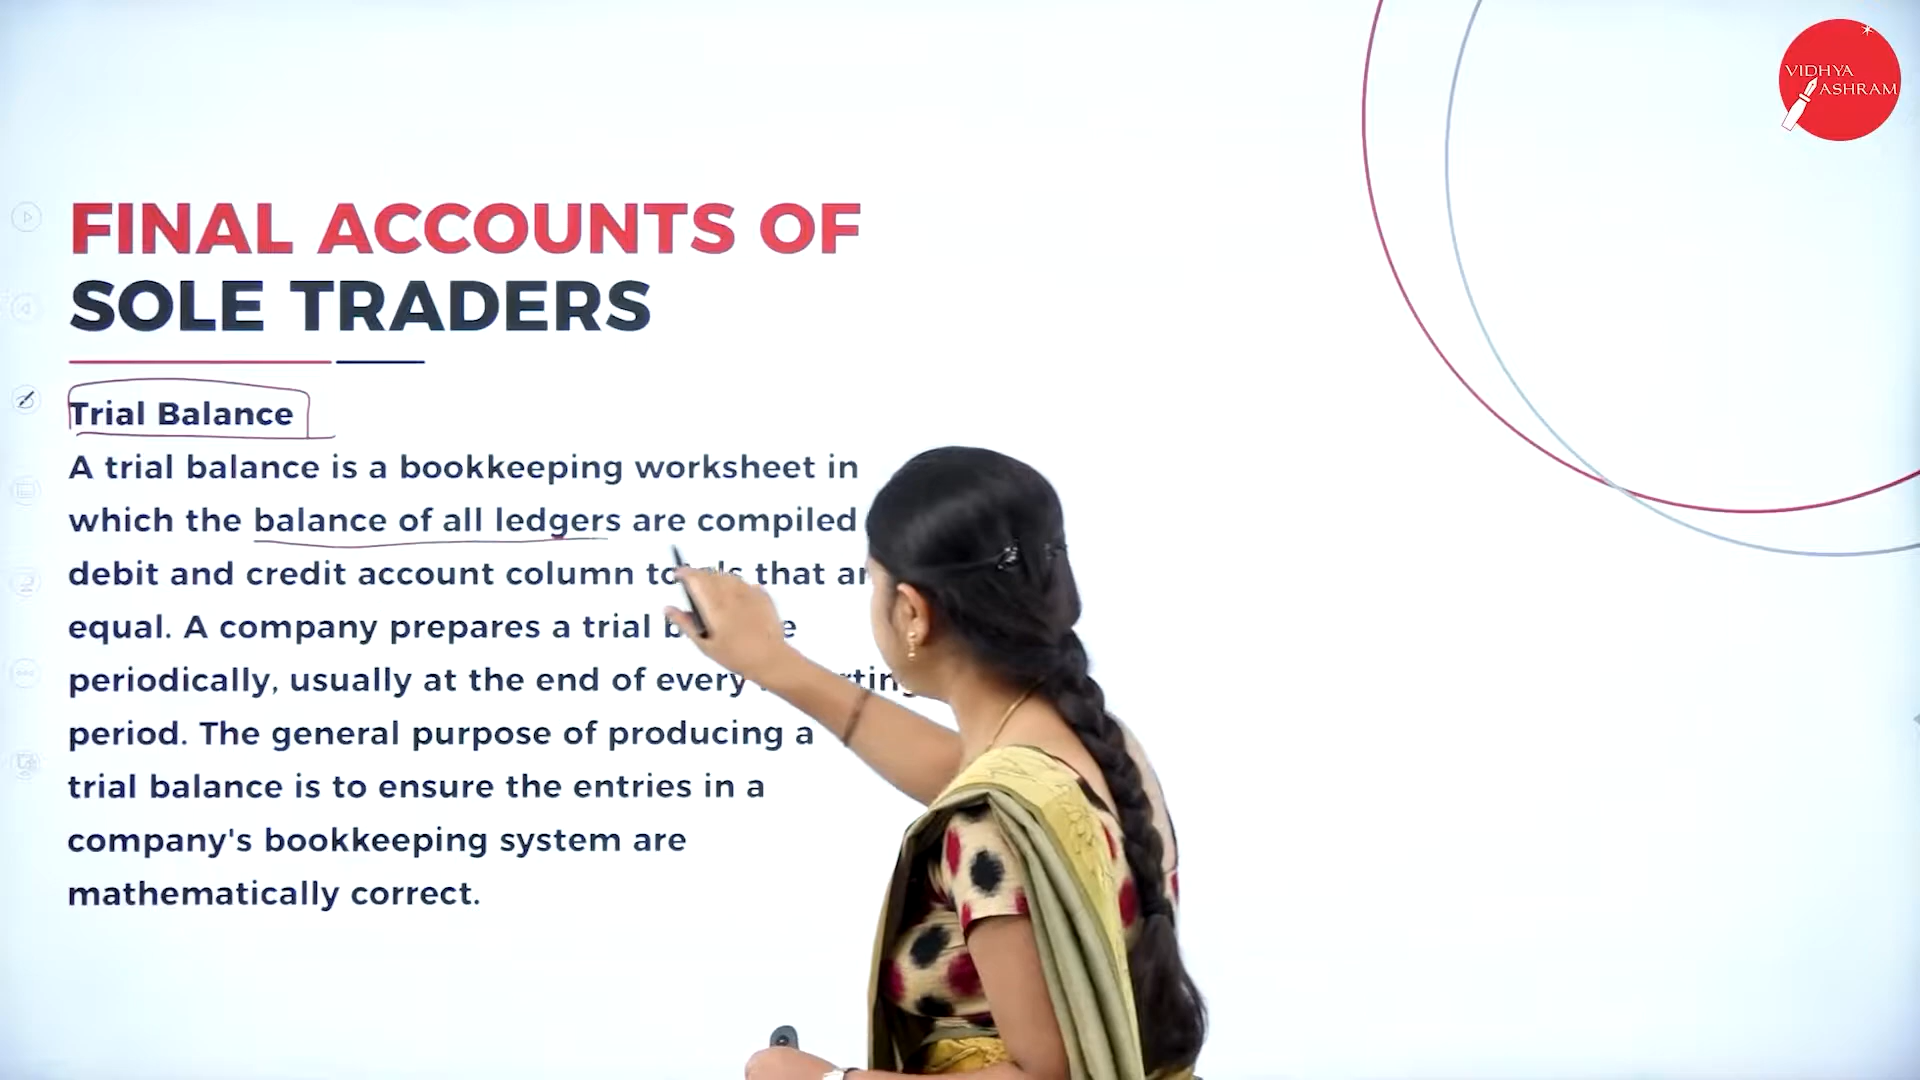 VIDHYA
ASHRAM
FINAL ACCOUNTS OF
SOLE TRADERS
Trial Balance
A trial balance is a bookkeeping worksheet in
which the balance of all ledgers are compiled
debit and credit account column that
equal. A company prepares a trial
periodically, usually at the end of every
period. The general purpose of producing a
trial balance is to ensure the entries in a
company's bookkeeping system are
mathematically correct.